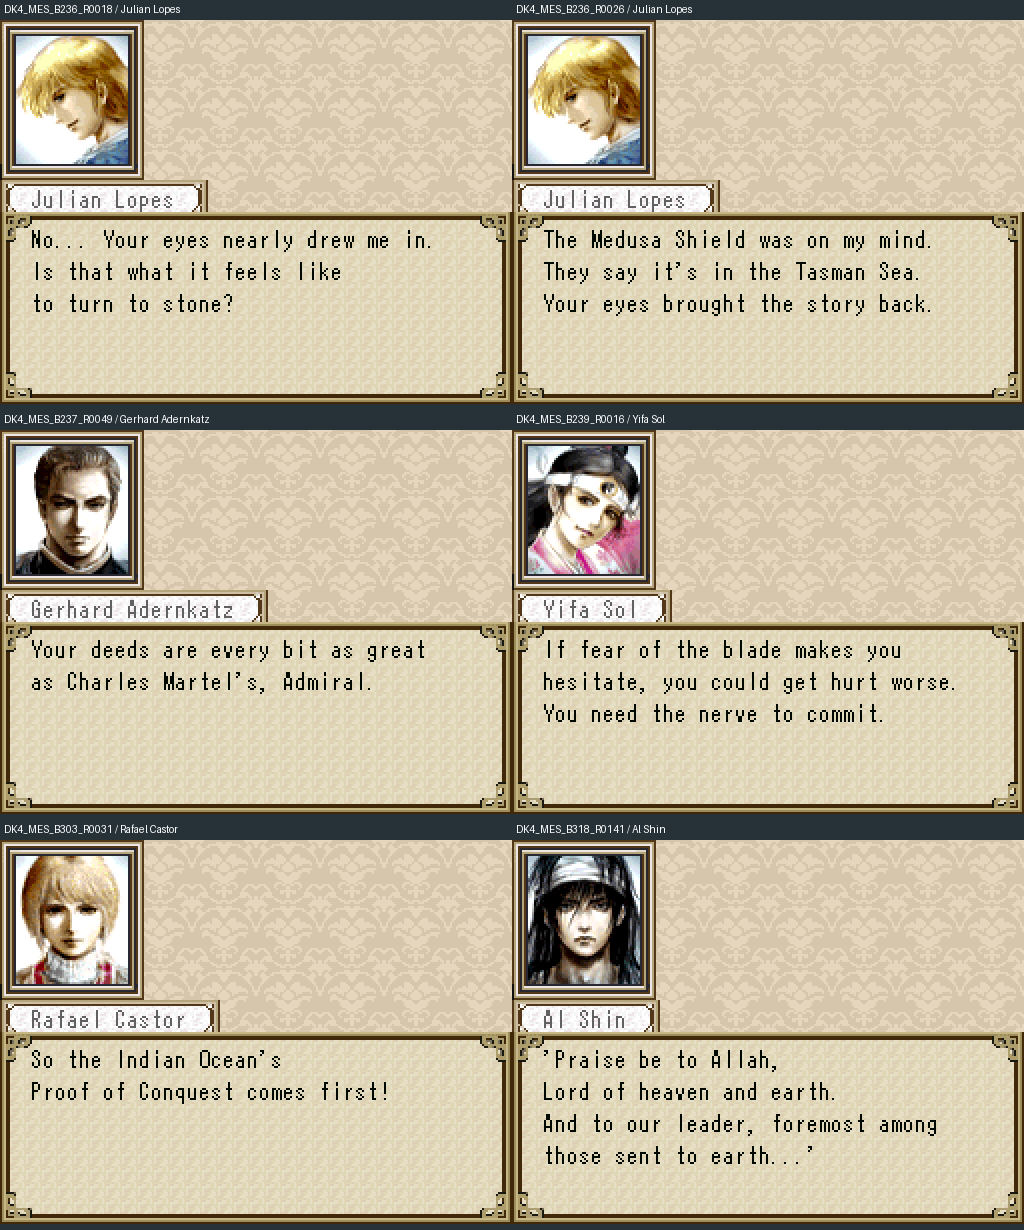 DK4_MES_B236_R0018 / Julian Lopes
Julian Lopes
No... Your eyes nearly drew me in.
Is that what it feels like
to turn to stone?
DK4_MES_B236_R0026 / Julian Lopes
Julian Lopes
The Medusa Shield was on my mind.
They say it's in the Tasman Sea.
Your eyes brought the story back.
DK4_MES_B237_R0049 / Gerhard Adernkatz
Gerhard Adernkatz
Your deeds are every bit as great
as Charles Martel's, Admiral.
DK4_MES_B239_R0016 / Yifa Sol
Yifa Sol
If fear of the blade makes you
hesitate, you could get hurt worse.
You need the nerve to commit.
DK4_MES_B303_R0031 / Rafael Castor
Rafael Castor
So the Indian Ocean's
Proof of Conquest comes first!
DK4_MES_B318_R0141 / Al Shin
Al Shin
'Praise be to Allah,
Lord of heaven and earth.
And to our leader, foremost among
those sent to earth...'